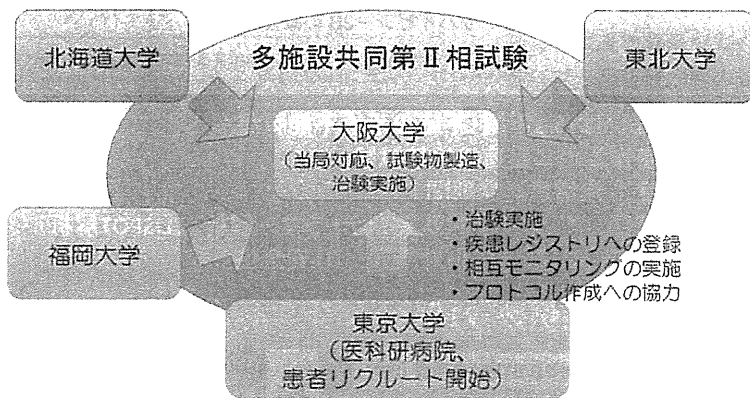 北海道大学
多施設共同第Ⅱ相試験
東北大学
大阪大学
(当局対応、試験物製造、
治験実施)
福岡大学
・治験実施
・疾患レジストリへの登録
・相互モニタリングの実施
・プロトコル作成への協力
東京大学
(医科研病院、
患者リクルート開始)